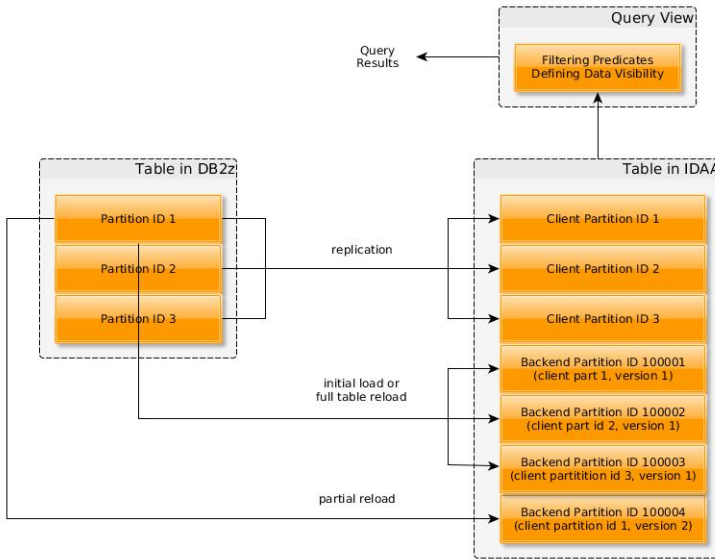 Query View
Query
Results
Filtering Predicates
Defining Data Visibility
Table in DB2z
Partition ID 1
Partition ID 2
Partition ID 3
replication
initial load or
full table reload
partial reload
Table in IDAA
Client Partition ID 1
Client Partition ID 2
Client Partition ID 3
Backend Partition ID 100001
(client part 1, version 1)
Backend Partition ID 100002
(client part id 2, version 1)
Backend Partition ID 100003
(client partitition id 3, version 1)
Backend Partition ID 100004
(client partition id 1, version 2)